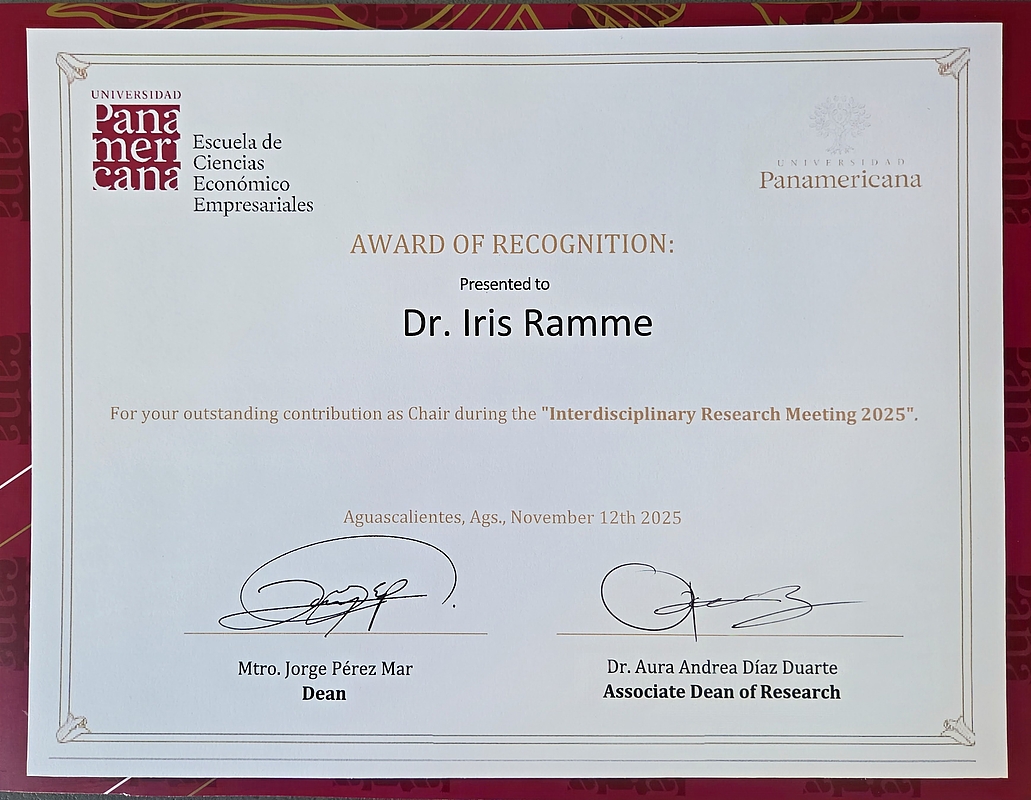 UNIVERSIDAD
Pana
meri
cana
Escuela de
Ciencias
Económico
Empresariales
UNIVERSIDAD
Panamericana
AWARD OF RECOGNITION:
Presented to
Dr. Iris Ramme
For your outstanding contribution as Chair during the "Interdisciplinary Research Meeting 2025".
Aguascalientes, Ags., November 12th 2025
Mtro. Jorge Pérez Mar
Dean
Dr. Aura Andrea Díaz Duarte
Associate Dean of Research